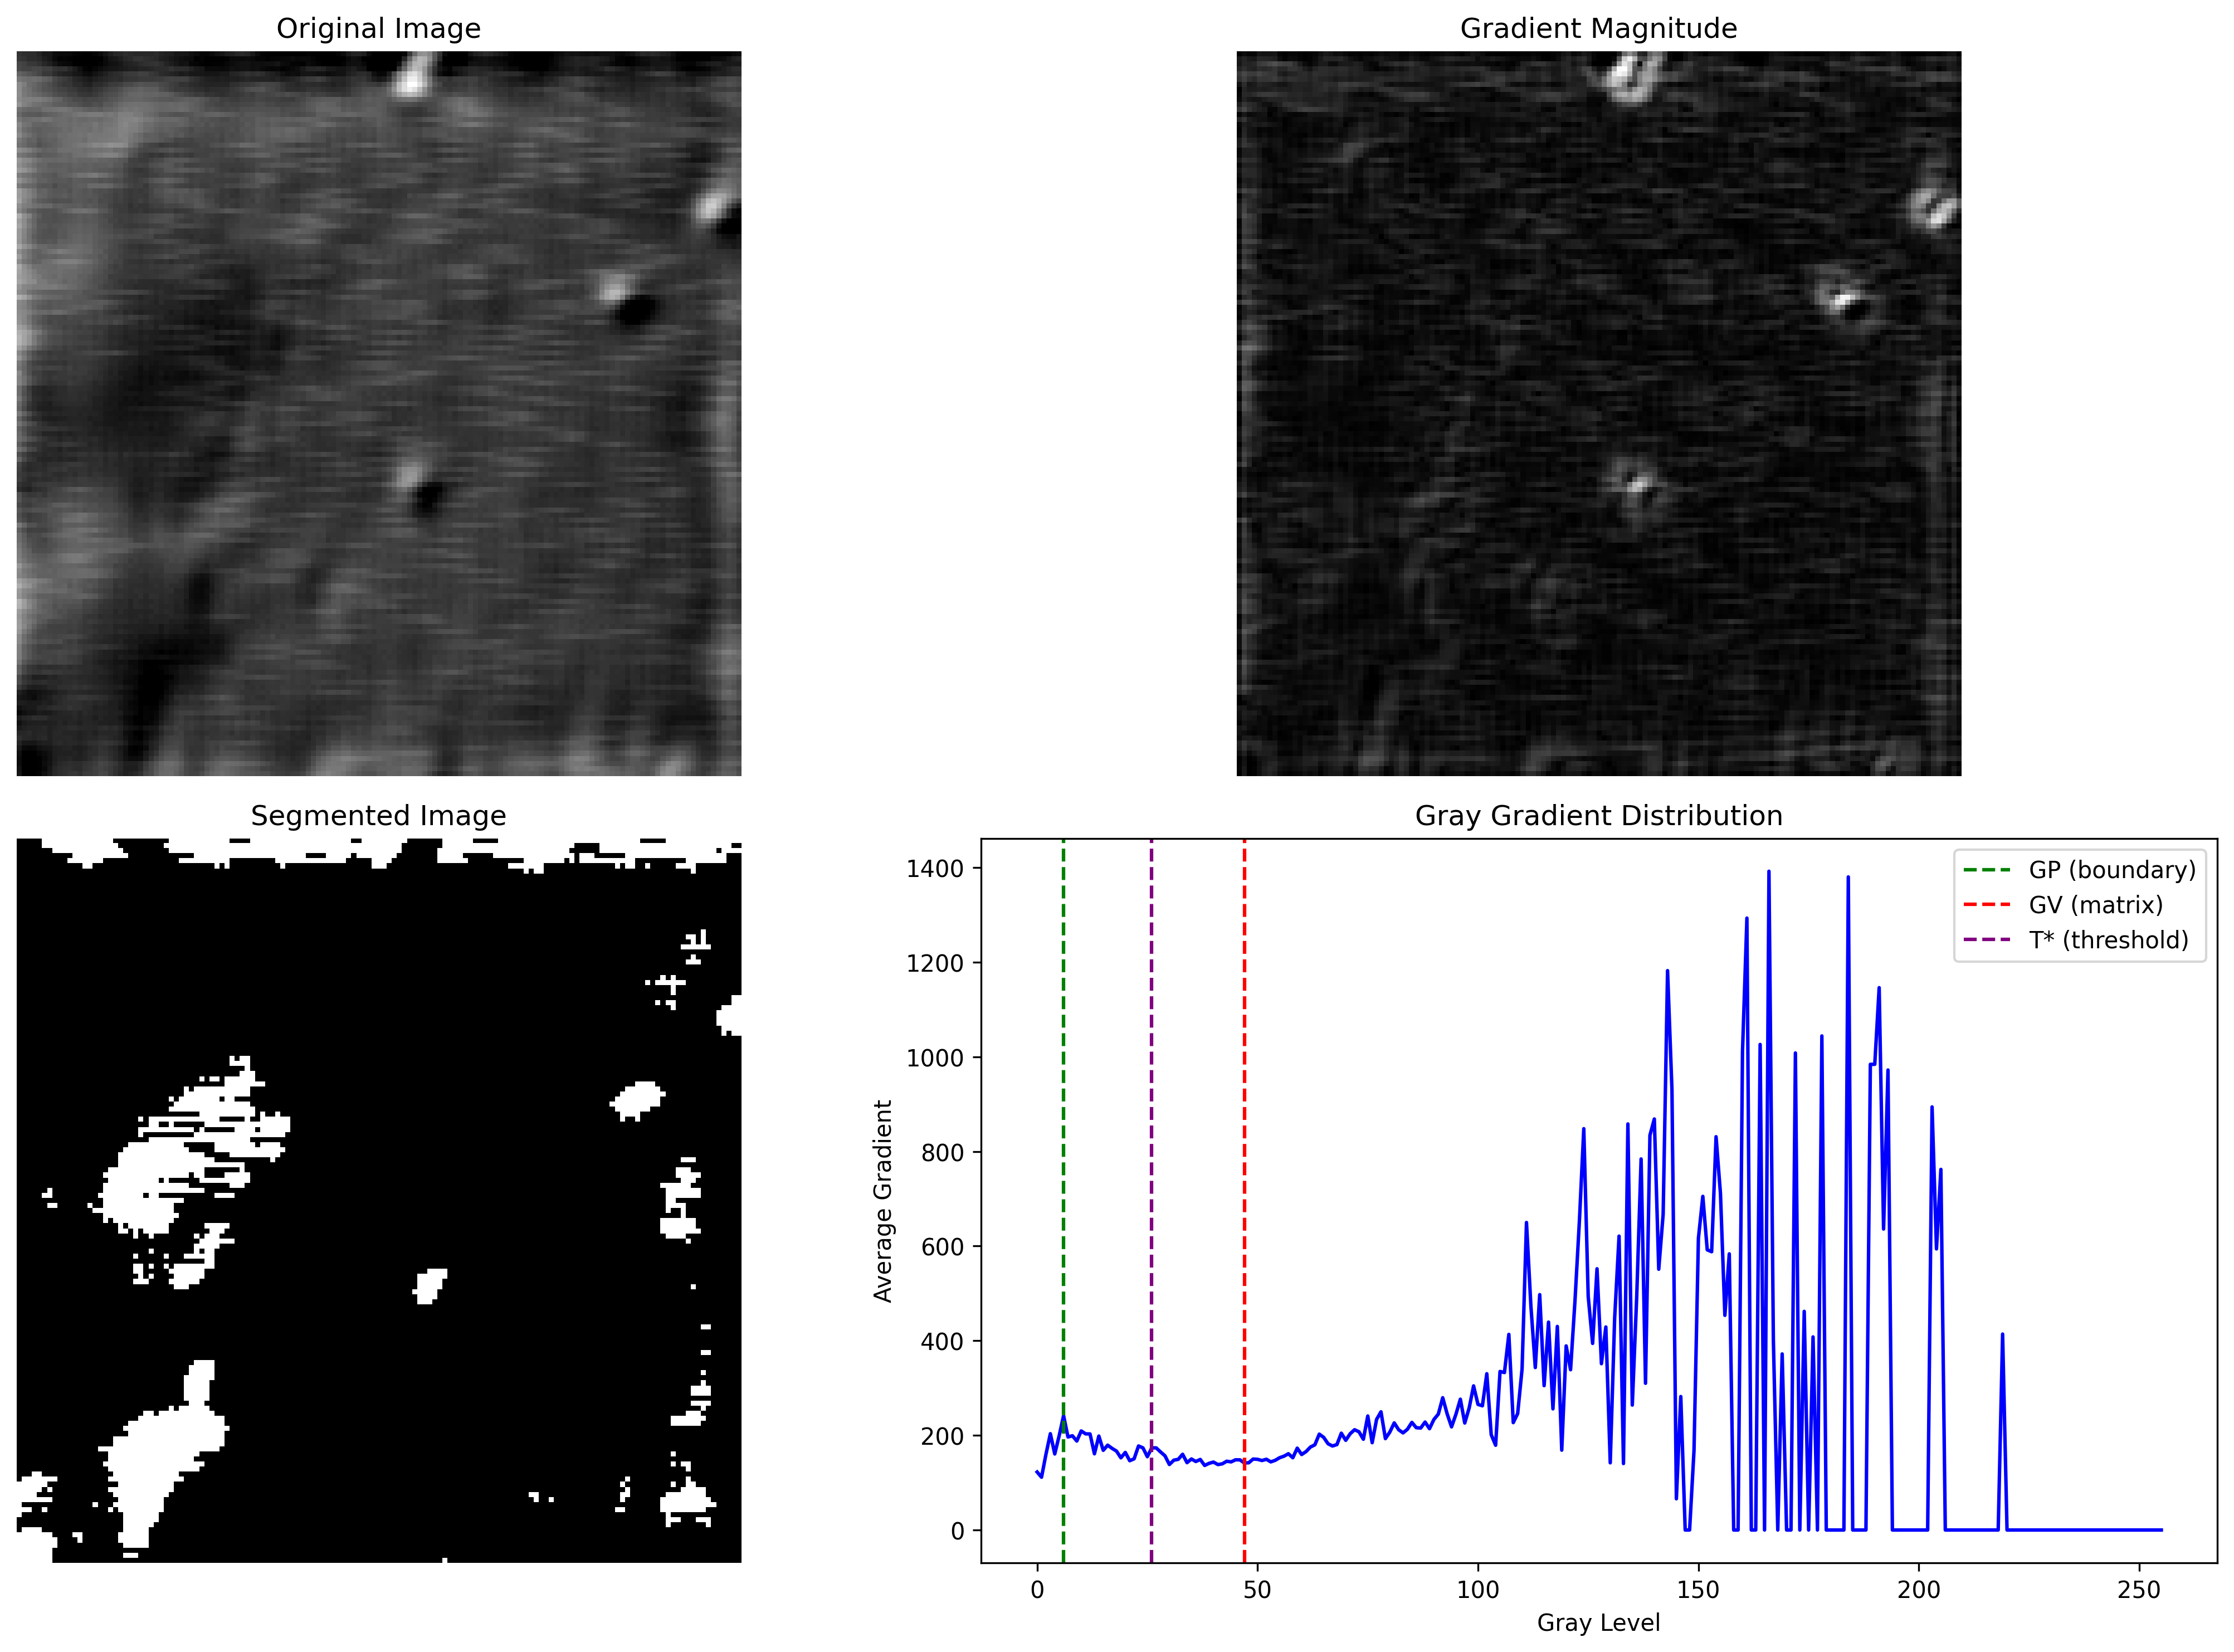 Original Image
Gradient Magnitude
Segmented Image
Gray Gradient Distribution
GP (boundary)
GV (matrix)
T* (threshold)
1400
1200
1000
800
600
400
200
0
Average Gradient
0 50 100 150 200 250
Gray Level